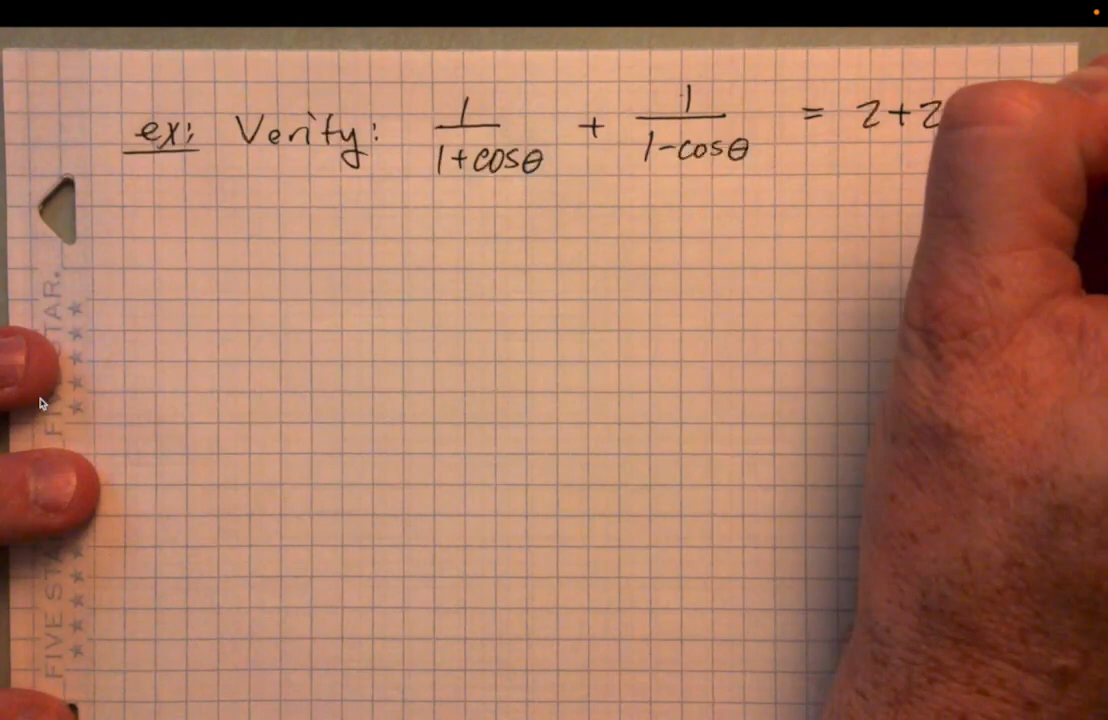 ex: Verify: 1/(1+cosθ) + 1/(1-cosθ) = 2+2
FIVE STAR. ★★★★
FIVE STAR ★★★★